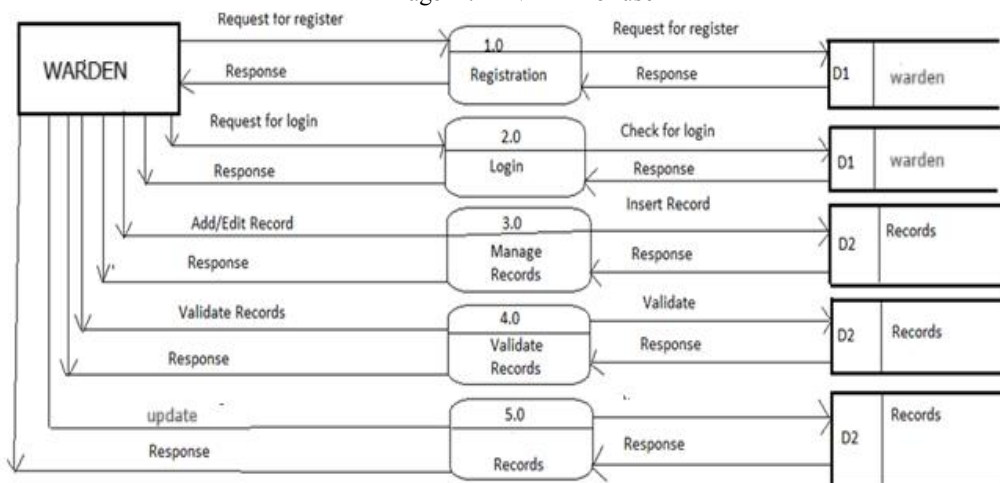 Request for register
1.0
Request for register
WARDEN
Response
Registration
Response
D1
warden
Request for login
2.0
Check for login
Response
Login
Response
D1
warden
Add/Edit Record
3.0
Insert Record
Records
Response
Manage
Records
Response
D2
Validate Records
4.0
Validate
Response
Validate
Records
Response
D2
Records
update
5.0
Records
Response
Records
Response
D2